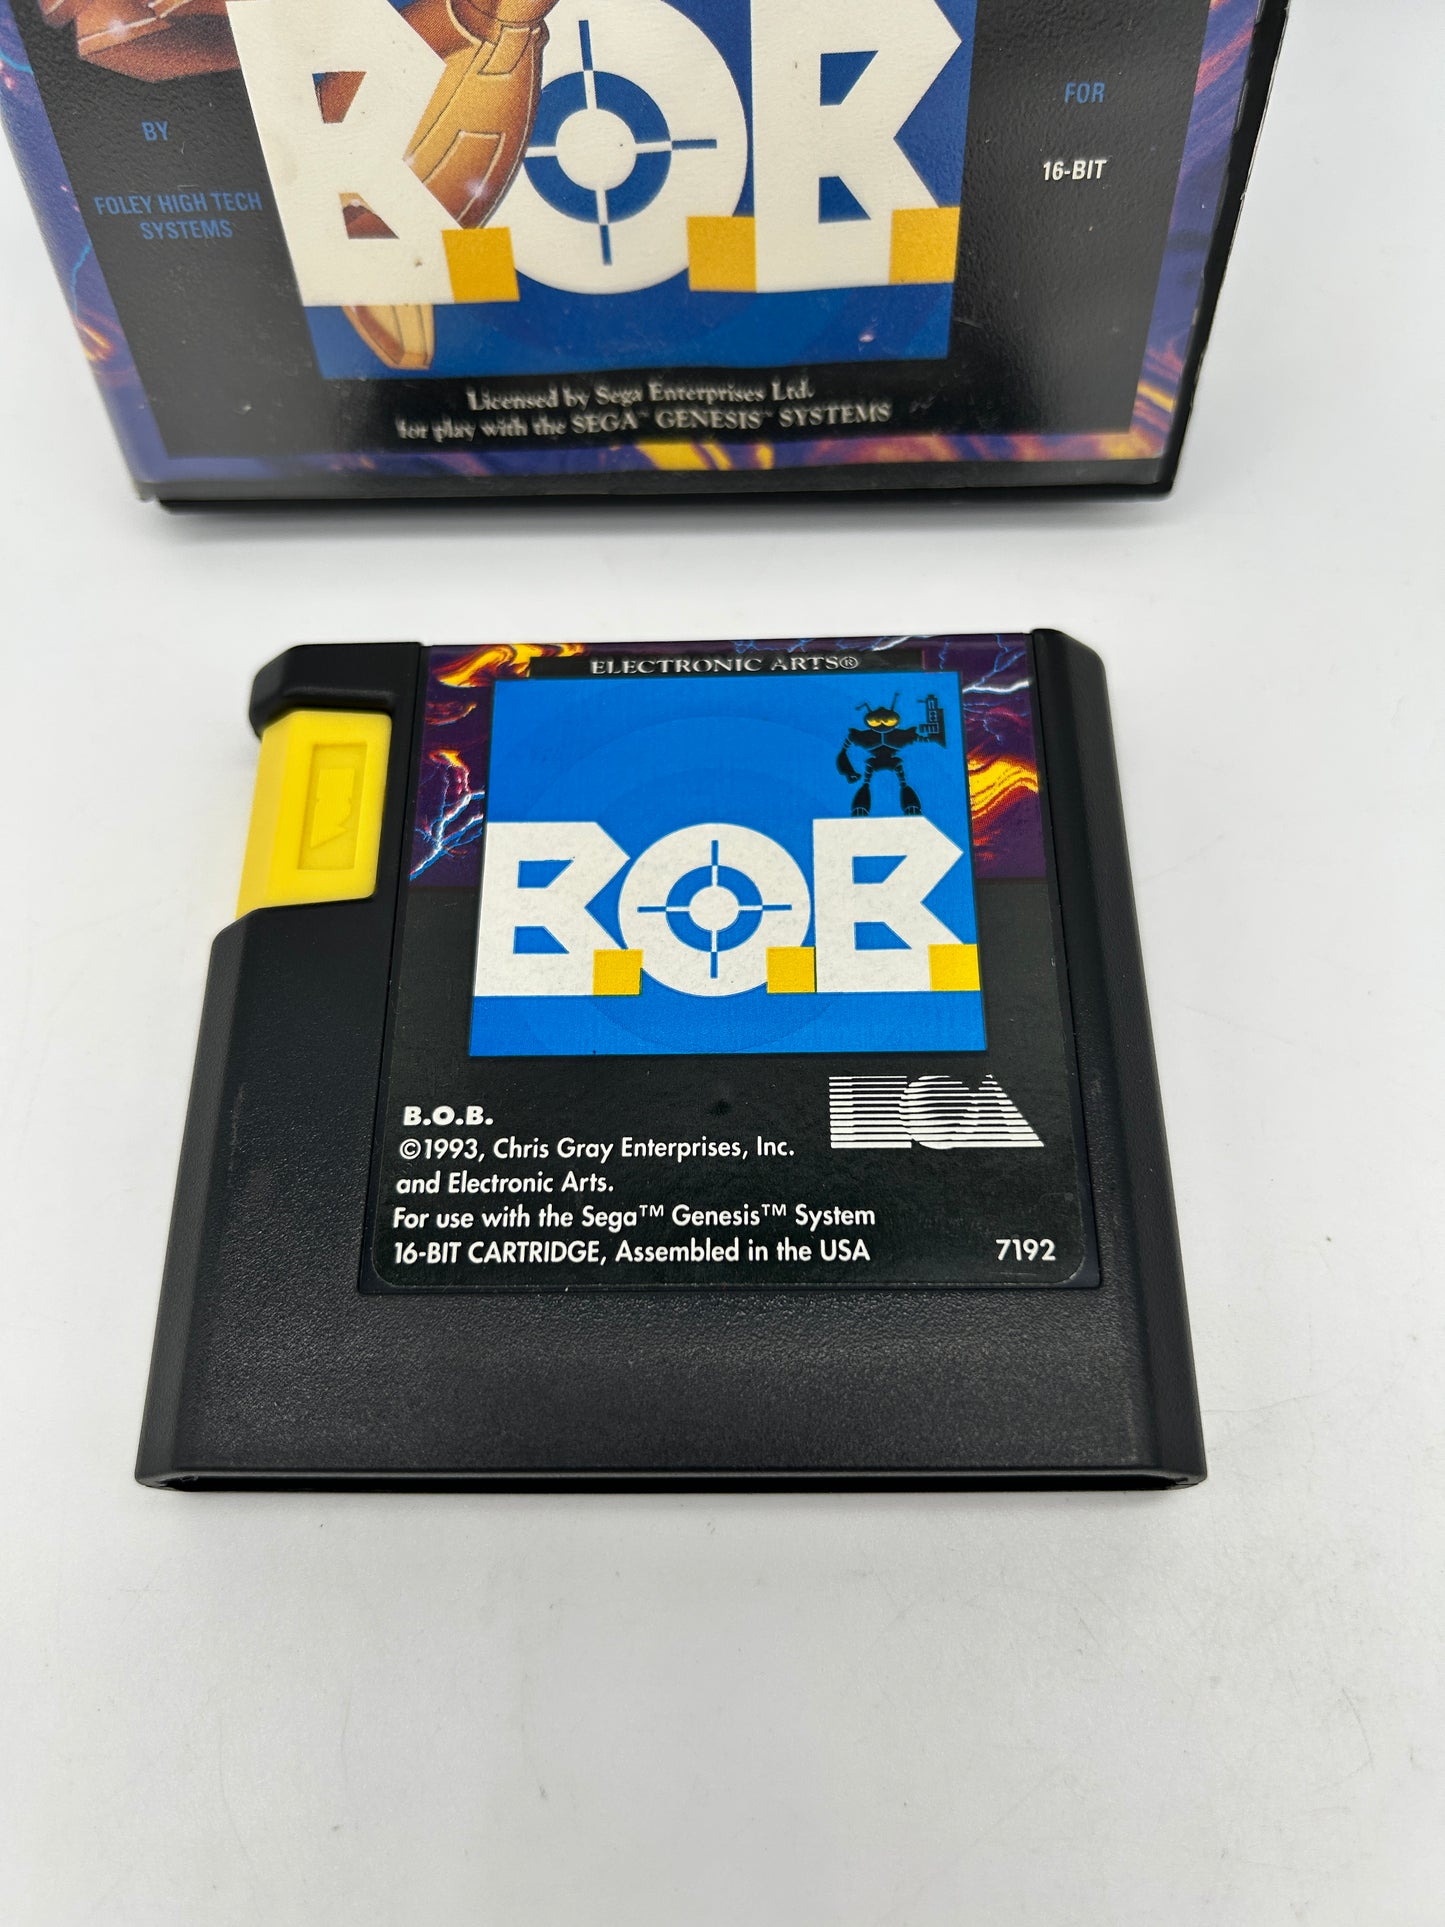 B.O.B.
BY
FOLEY HIGH TECH
SYSTEMS
FOR
16-BIT
Licensed by Sega Enterprises Ltd.
for play with the SEGA™ GENESIS™ SYSTEMS
ELECTRONIC ARTS®
B.O.B.
B.O.B.
©1993, Chris Gray Enterprises, Inc.
and Electronic Arts.
For use with the Sega™ Genesis™ System
16-BIT CARTRIDGE, Assembled in the USA 7192
EOA